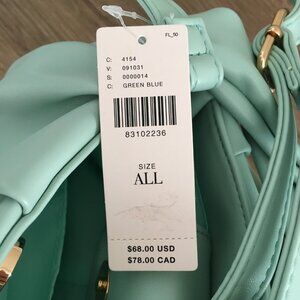 FL_50
C: 4154
V: 091031
S: 0000014
C: GREEN BLUE
83102236
SIZE
ALL
$68.00 USD
$78.00 CAD